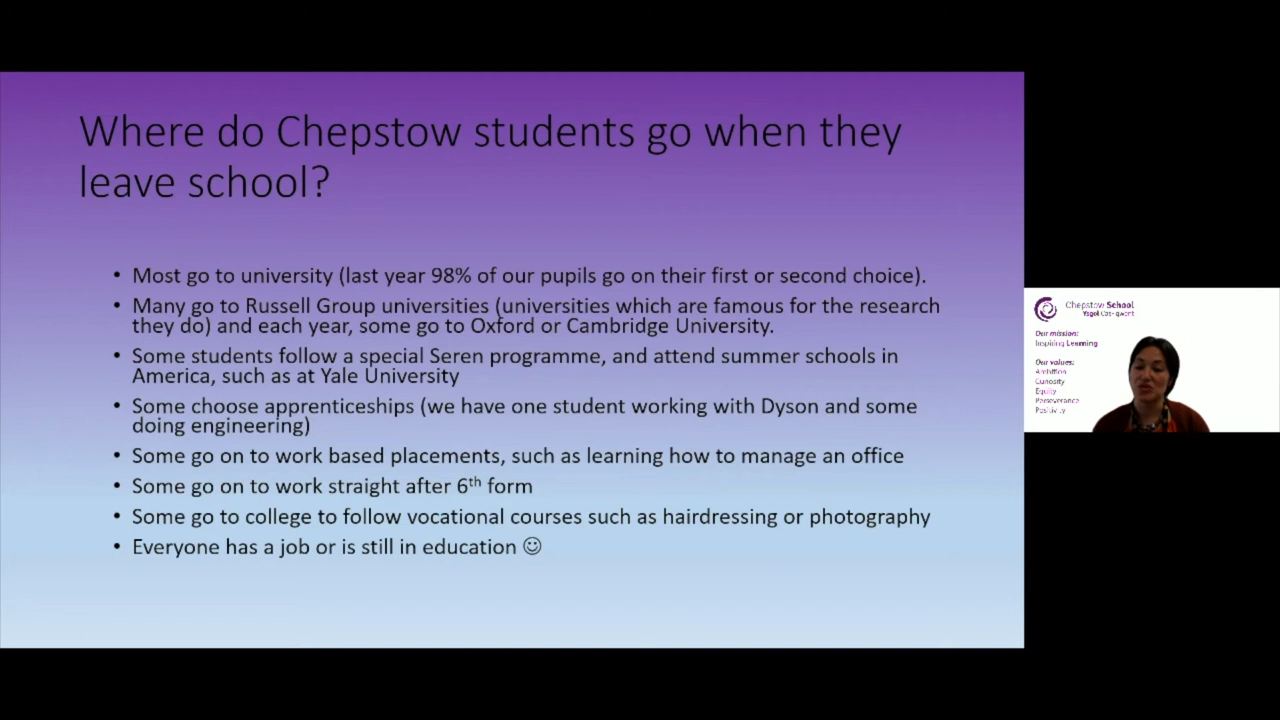 Where do Chepstow students go when they
leave school?
• Most go to university (last year 98% of our pupils go on their first or second choice).
• Many go to Russell Group universities (universities which are famous for the research
they do) and each year, some go to Oxford or Cambridge University.
• Some students follow a special Seren programme, and attend summer schools in
America, such as at Yale University
• Some choose apprenticeships (we have one student working with Dyson and some
doing engineering)
• Some go on to work based placements, such as learning how to manage an office
• Some go on to work straight after 6th form
• Some go to college to follow vocational courses such as hairdressing or photography
• Everyone has a job or is still in education ☺
Chepstow School
Ysgol Cas-gwent
Our mission:
Inspiring Learning
Our values:
Ambition
Curiosity
Equity
Perseverance
Positivity